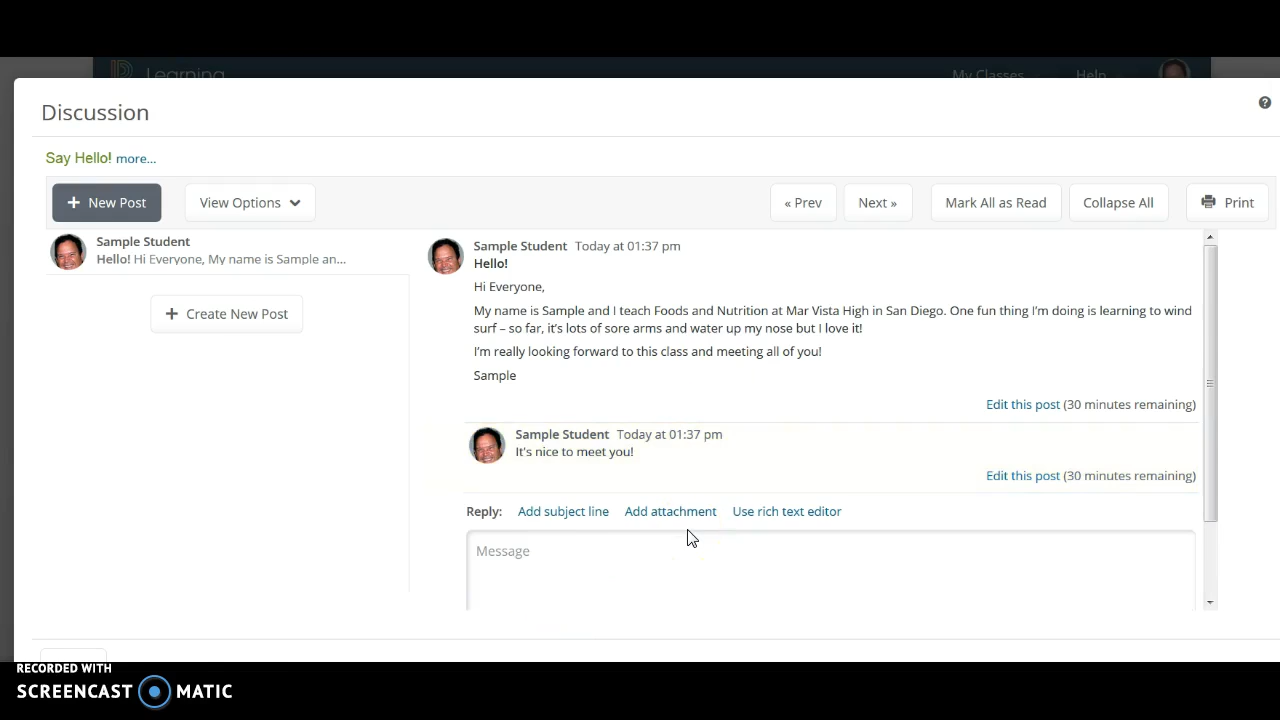 Learning My Classes Help
Discussion
Say Hello! more...
+ New Post View Options « Prev Next » Mark All as Read Collapse All Print
Sample Student
Hello! Hi Everyone, My name is Sample an...
+ Create New Post
Sample Student Today at 01:37 pm
Hello!
Hi Everyone,
My name is Sample and I teach Foods and Nutrition at Mar Vista High in San Diego. One fun thing I'm doing is learning to wind
surf – so far, it's lots of sore arms and water up my nose but I love it!
I'm really looking forward to this class and meeting all of you!
Sample
Edit this post (30 minutes remaining)
Sample Student Today at 01:37 pm
It's nice to meet you!
Edit this post (30 minutes remaining)
Reply: Add subject line Add attachment Use rich text editor
Message
RECORDED WITH
SCREENCAST MATIC